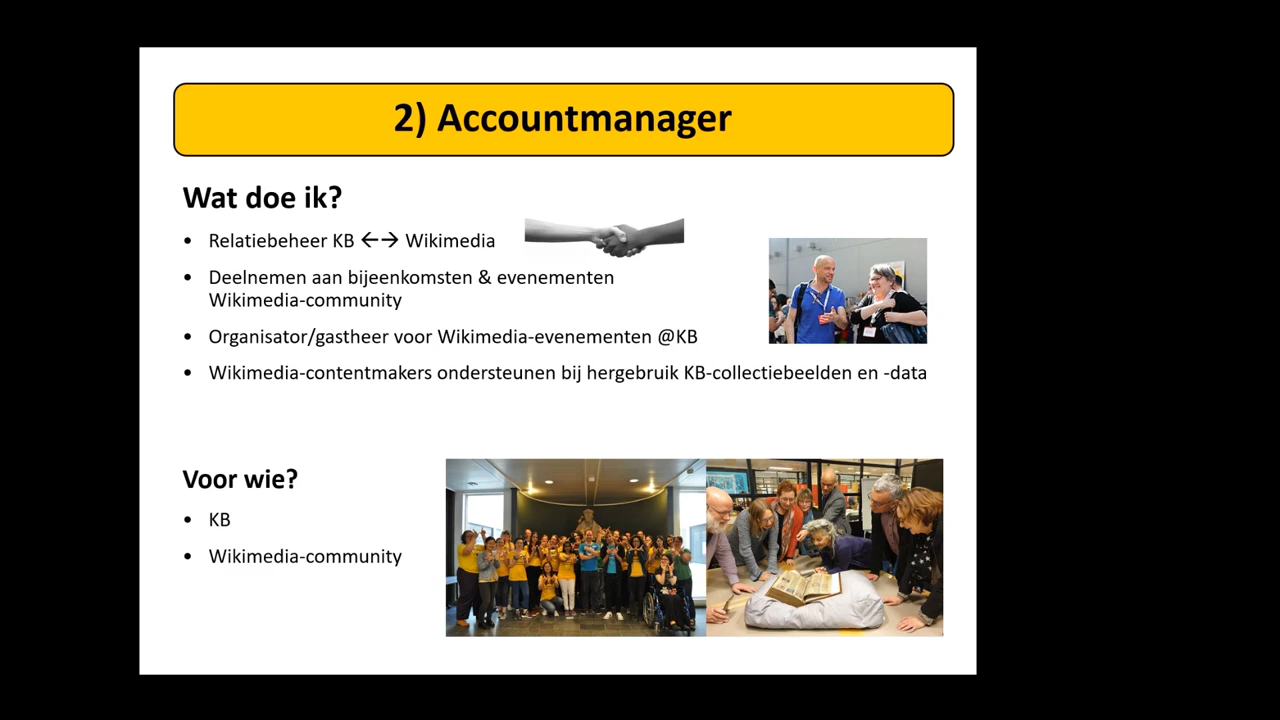 2) Accountmanager
Wat doe ik?
• Relatiebeheer KB ←→ Wikimedia
• Deelnemen aan bijeenkomsten & evenementen
Wikimedia-community
• Organisator/gastheer voor Wikimedia-evenementen @KB
• Wikimedia-contentmakers ondersteunen bij hergebruik KB-collectiebeelden en -data
Voor wie?
• KB
• Wikimedia-community